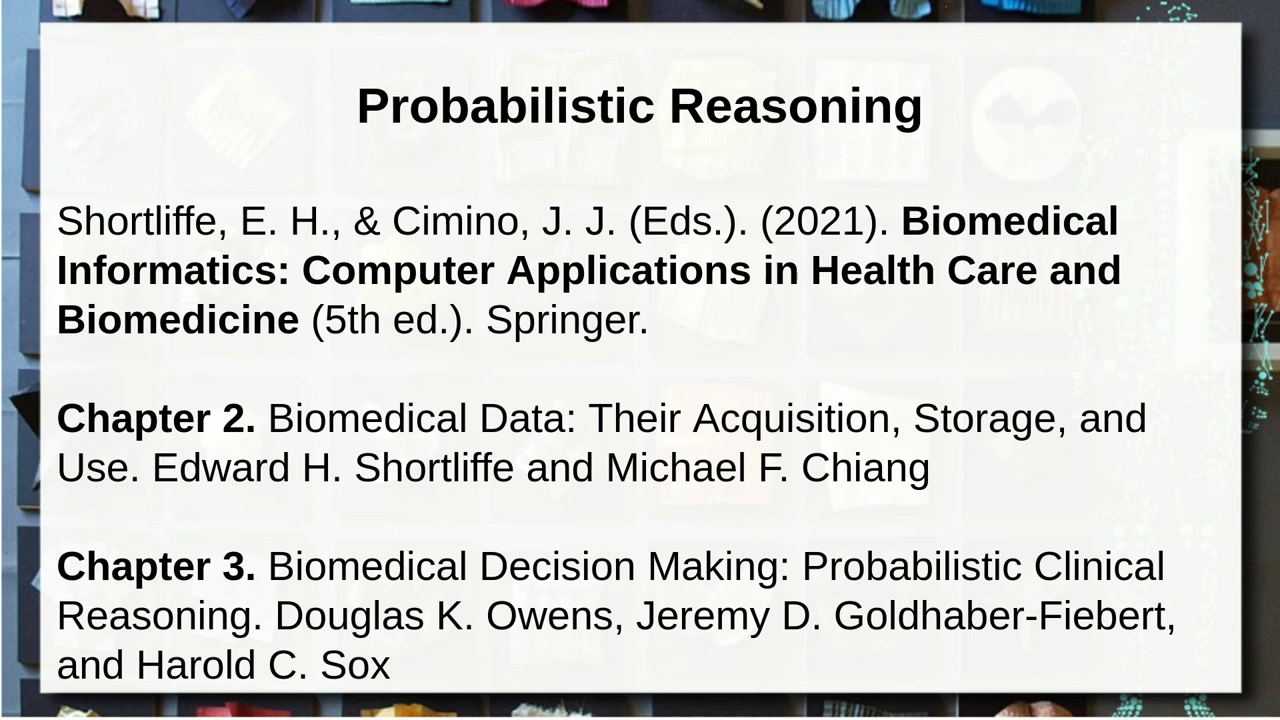 Probabilistic Reasoning
Shortliffe, E. H., & Cimino, J. J. (Eds.). (2021). Biomedical
Informatics: Computer Applications in Health Care and
Biomedicine (5th ed.). Springer.
Chapter 2. Biomedical Data: Their Acquisition, Storage, and
Use. Edward H. Shortliffe and Michael F. Chiang
Chapter 3. Biomedical Decision Making: Probabilistic Clinical
Reasoning. Douglas K. Owens, Jeremy D. Goldhaber-Fiebert,
and Harold C. Sox